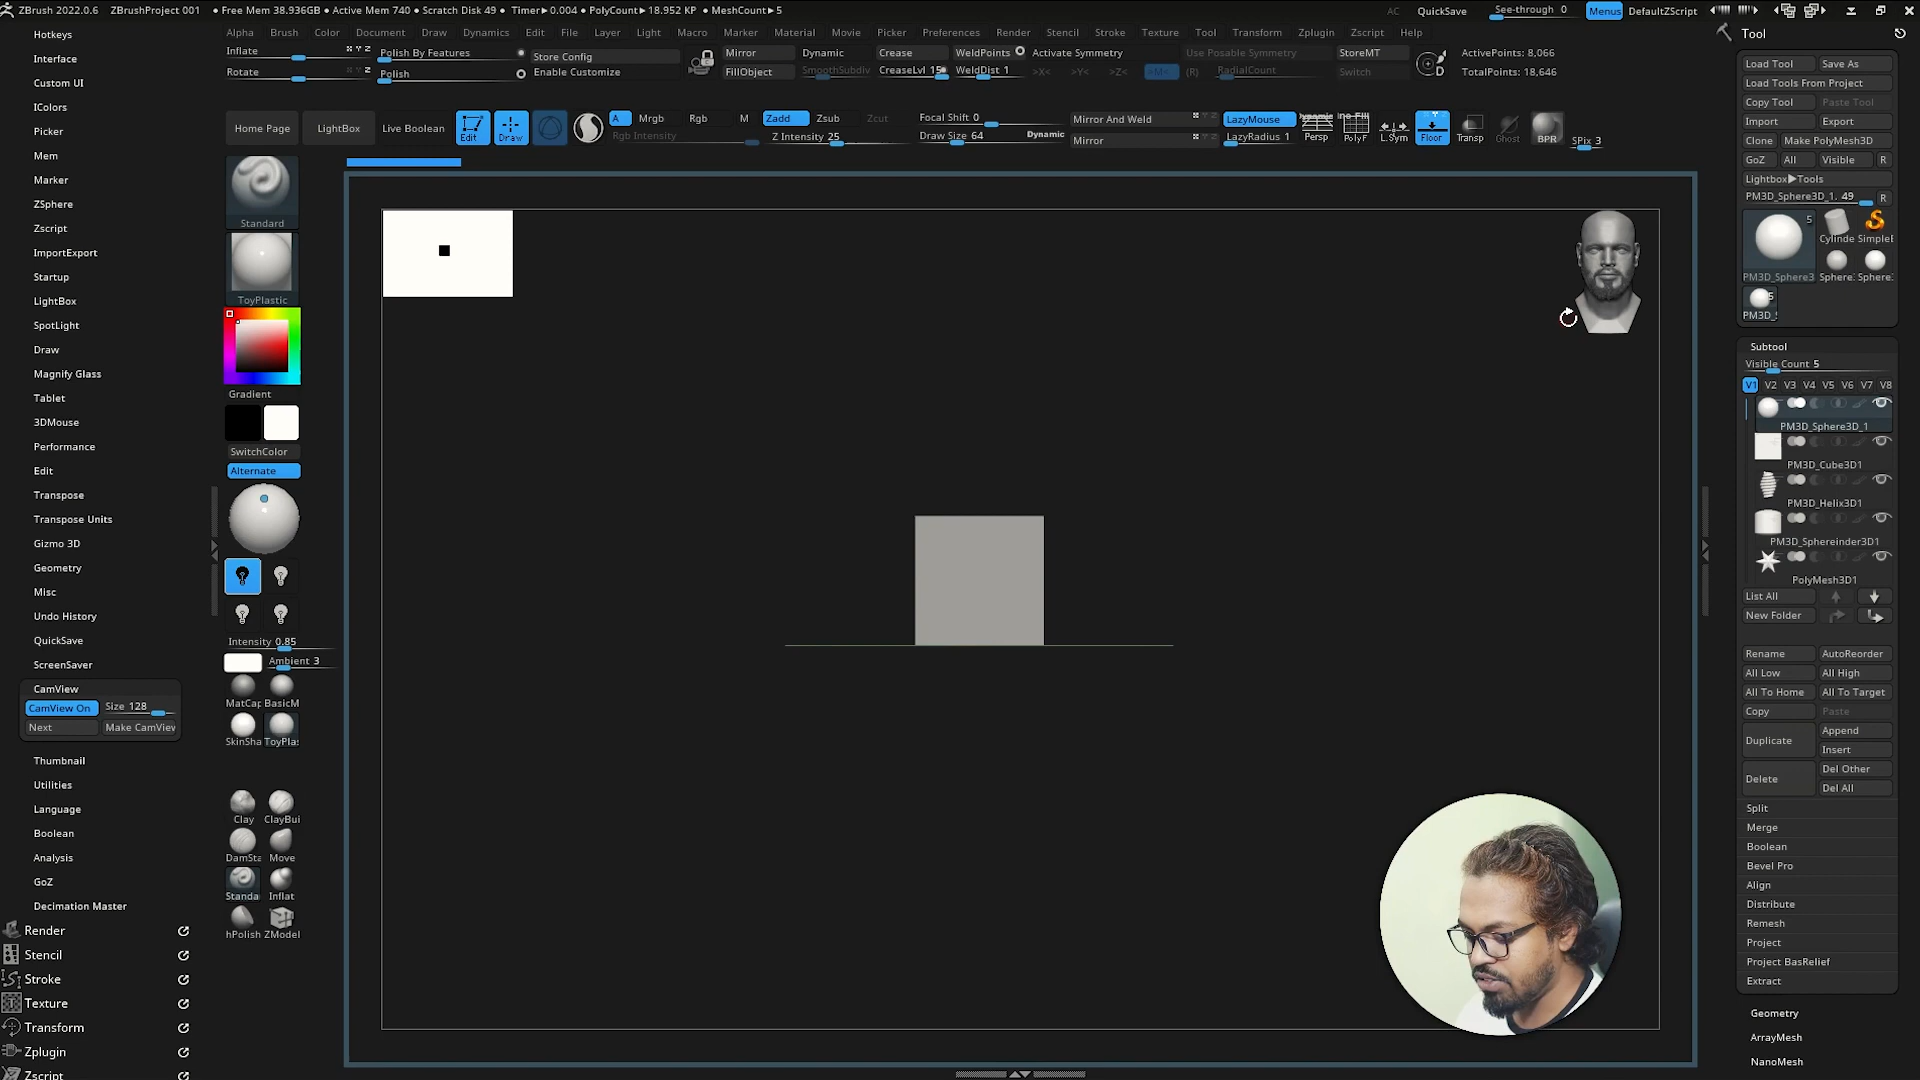 ZBrush 2022.0.6 ZBrushProject 001 • Free Mem 38.936GB • Active Mem 740 • Scratch Disk 49 • Timer▶0.004 • PolyCount▶18.952 KP • MeshCount▶5
AC QuickSave See-through 0 Menus DefaultZScript
Alpha Brush Color Document Draw Dynamics Edit File Layer Light Macro Marker Material Movie Picker Preferences Render Stencil Stroke Texture Tool Transform Zplugin Zscript Help
Hotkeys
Interface
Custom UI
IColors
Picker
Mem
Marker
ZSphere
Zscript
ImportExport
Startup
LightBox
SpotLight
Draw
Magnify Glass
Tablet
3DMouse
Performance
Edit
Transpose
Transpose Units
Gizmo 3D
Geometry
Misc
Undo History
QuickSave
ScreenSaver
CamView
CamView On Size 128
Next Make CamView
Thumbnail
Utilities
Language
Boolean
Analysis
GoZ
Decimation Master
Render
Stencil
Stroke
Texture
Transform
Zplugin
Zscript
Inflate Polish By Features Store Config Mirror Dynamic Crease WeldPoints Activate Symmetry Use Posable Symmetry StoreMT ActivePoints: 8,066
Rotate Polish Enable Customize FillObject SmoothSubdiv CreaseLvl 15 WeldDist 1 >X< >Y< >Z< >M< (R) RadialCount Switch TotalPoints: 18,646
Home Page LightBox Live Boolean Edit Draw A Mrgb Rgb M Zadd Zsub Zcut Focal Shift 0 Mirror And Weld LazyMouse
Rgb Intensity Z Intensity 25 Draw Size 64 Dynamic Mirror LazyRadius 1 Persp PolyF L.Sym Floor Transp Ghost BPR SPix 3
Standard
ToyPlastic
Gradient
SwitchColor
Alternate
Intensity 0.85
Ambient 3
MatCap BasicM
SkinSha ToyPlas
Clay ClayBui
DamSta Move
Standa Inflat
hPolish ZModel
Tool
Load Tool Save As
Load Tools From Project
Copy Tool Paste Tool
Import Export
Clone Make PolyMesh3D
GoZ All Visible R
Lightbox▶Tools
PM3D_Sphere3D_1. 49 R
5
Cylinde SimpleB
PM3D_Sphere3 Sphere: Sphere:
5
PM3D_S
Subtool
Visible Count 5
V1 V2 V3 V4 V5 V6 V7 V8
PM3D_Sphere3D_1
PM3D_Cube3D1
PM3D_Helix3D1
PM3D_Sphereinder3D1
PolyMesh3D1
List All
New Folder
Rename AutoReorder
All Low All High
All To Home All To Target
Copy Paste
Duplicate Append
Insert
Delete Del Other
Del All
Split
Merge
Boolean
Bevel Pro
Align
Distribute
Remesh
Project
Project BasRelief
Extract
Geometry
ArrayMesh
NanoMesh